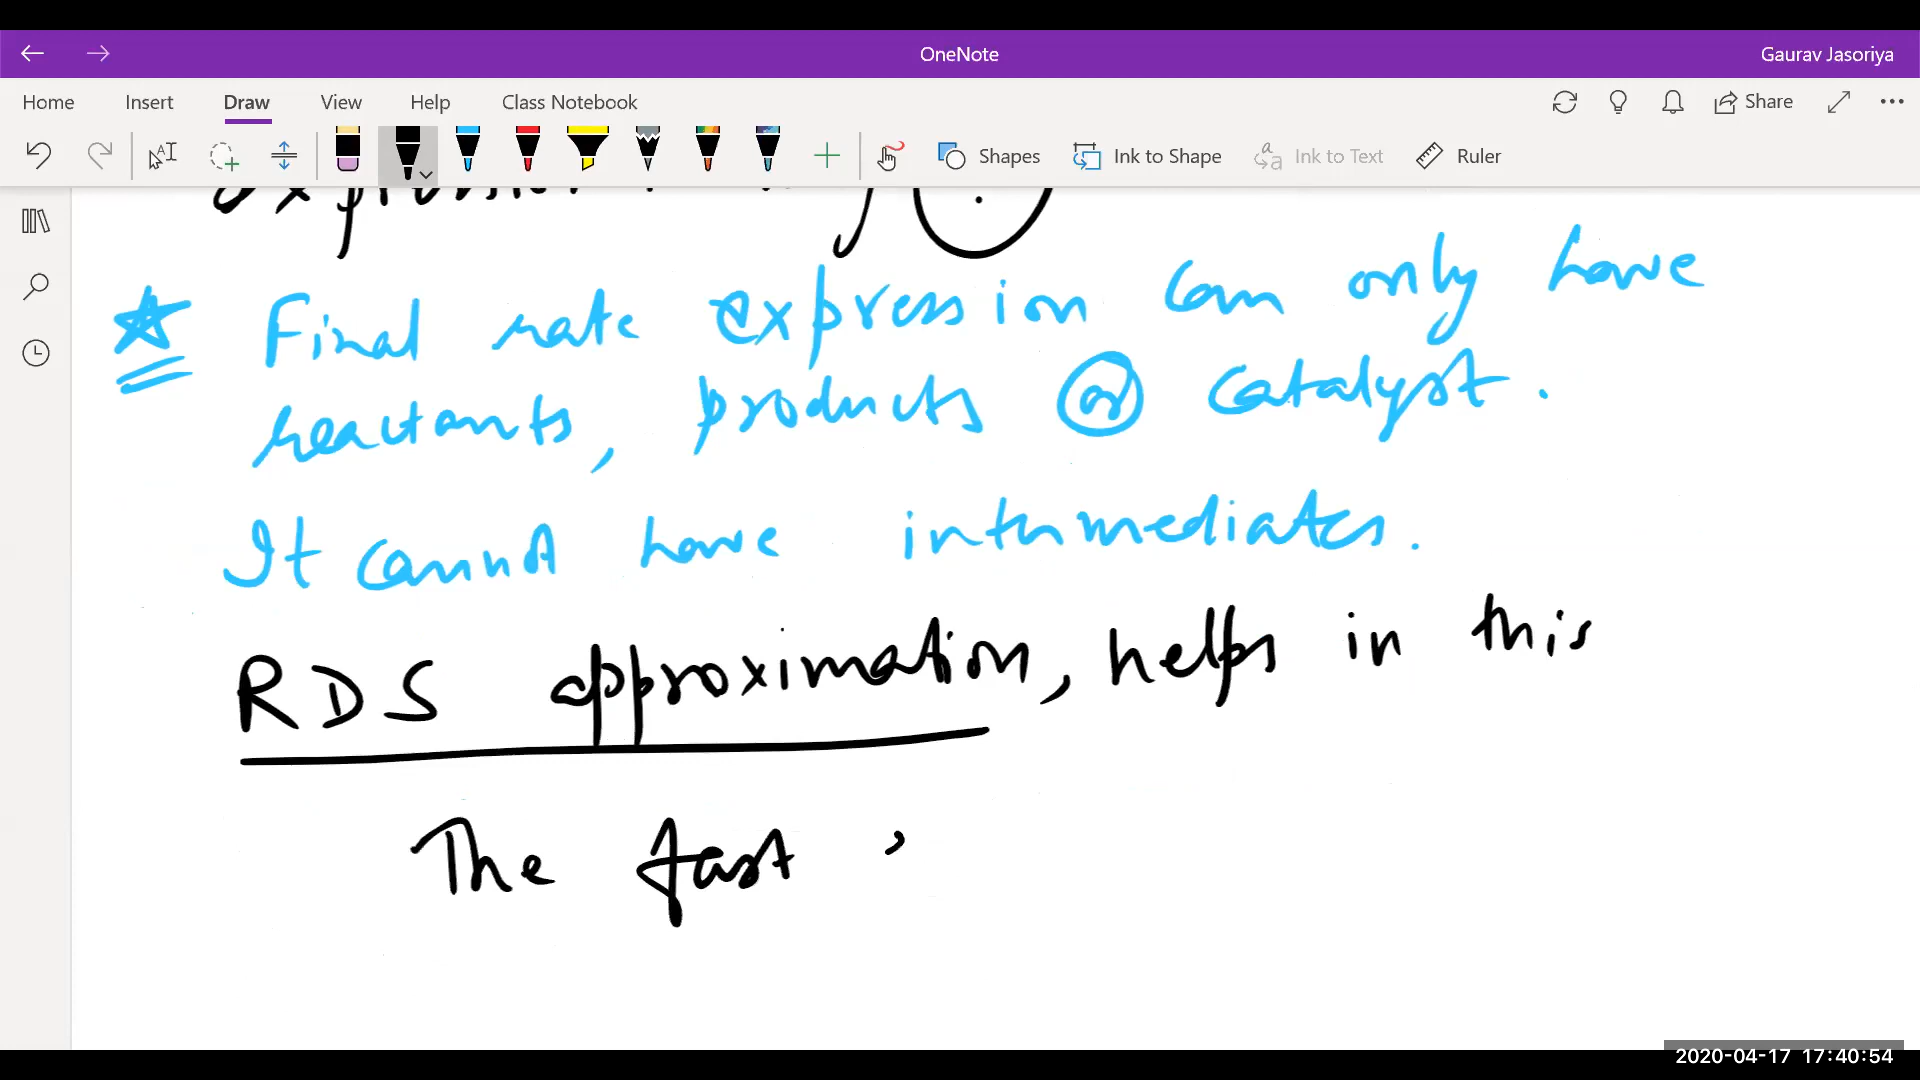 OneNote
Gaurav Jasoriya
Home Insert Draw View Help Class Notebook
Share
Shapes Ink to Shape Ink to Text Ruler
expression
Final rate expression can only have
reactants, products or catalyst.
It cannot have intermediates.
RDS approximation, helps in this
The fast
2020-04-17 17:40:54